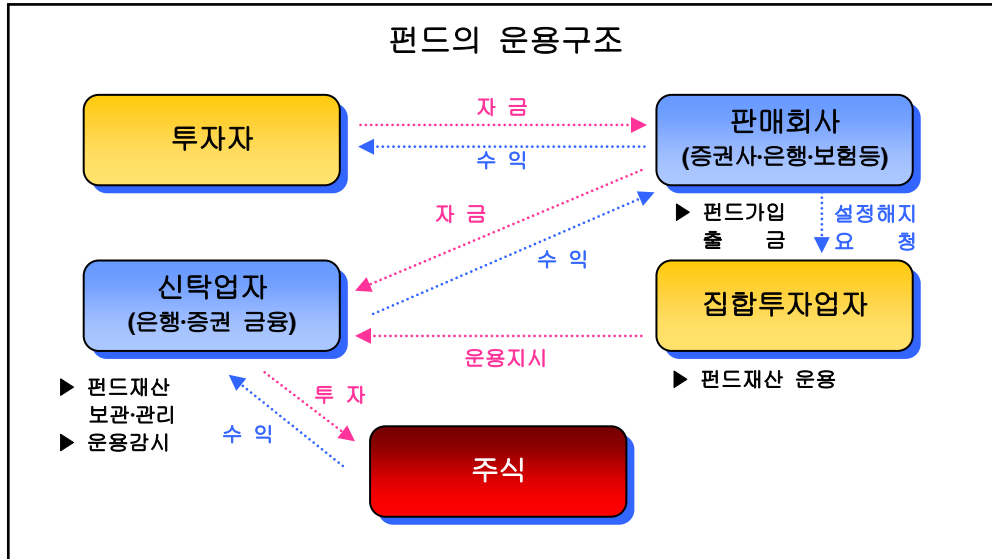 펀드의 운용구조
투자자
자 금
수 익
판매회사
(증권사·은행·보험등)
자 금
수 익
▶ 펀드가입
출 금
설정해지
요 청
신탁업자
(은행·증권 금융)
집합투자업자
운용지시
▶ 펀드재산
보관·관리
▶ 운용감시
▶ 펀드재산 운용
투 자
수 익
주식